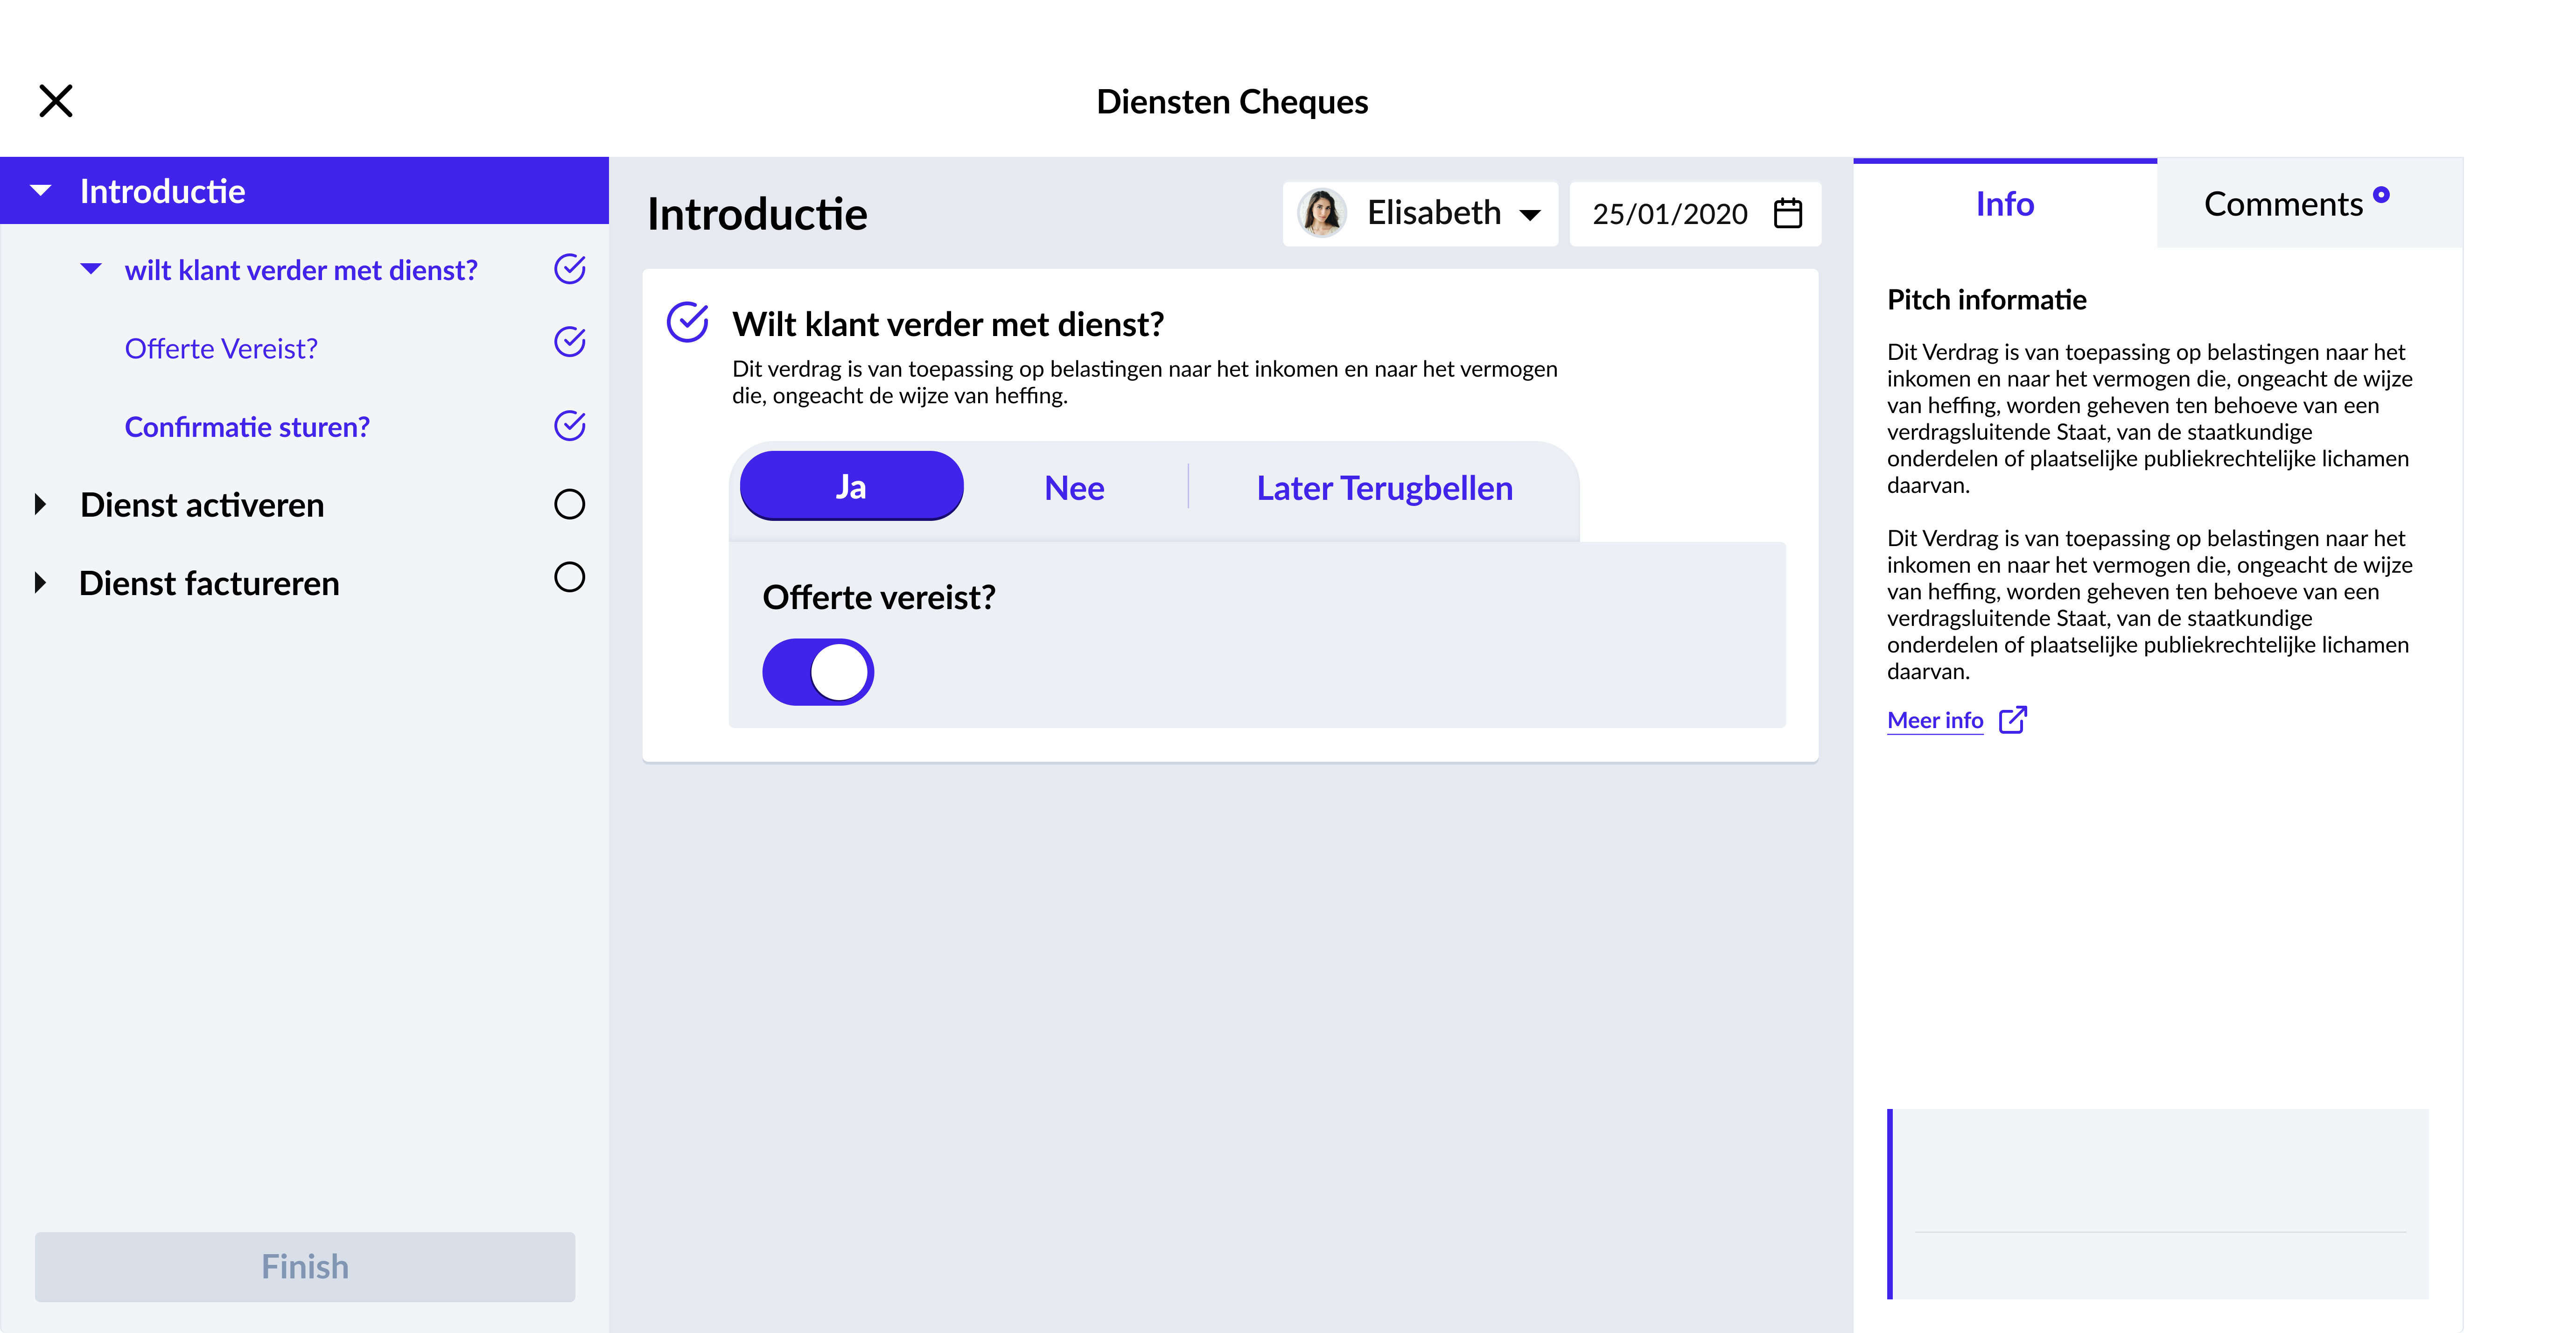 Diensten Cheques
Introductie
wilt klant verder met dienst?
Offerte Vereist?
Confirmatie sturen?
Dienst activeren
Dienst factureren
Finish
Introductie
Elisabeth
25/01/2020
Wilt klant verder met dienst?
Dit verdrag is van toepassing op belastingen naar het inkomen en naar het vermogen
die, ongeacht de wijze van heffing.
Ja
Nee
Later Terugbellen
Offerte vereist?
Info
Comments
Pitch informatie
Dit Verdrag is van toepassing op belastingen naar het
inkomen en naar het vermogen die, ongeacht de wijze
van heffing, worden geheven ten behoeve van een
verdragsluitende Staat, van de staatkundige
onderdelen of plaatselijke publiekrechtelijke lichamen
daarvan.
Dit Verdrag is van toepassing op belastingen naar het
inkomen en naar het vermogen die, ongeacht de wijze
van heffing, worden geheven ten behoeve van een
verdragsluitende Staat, van de staatkundige
onderdelen of plaatselijke publiekrechtelijke lichamen
daarvan.
Meer info